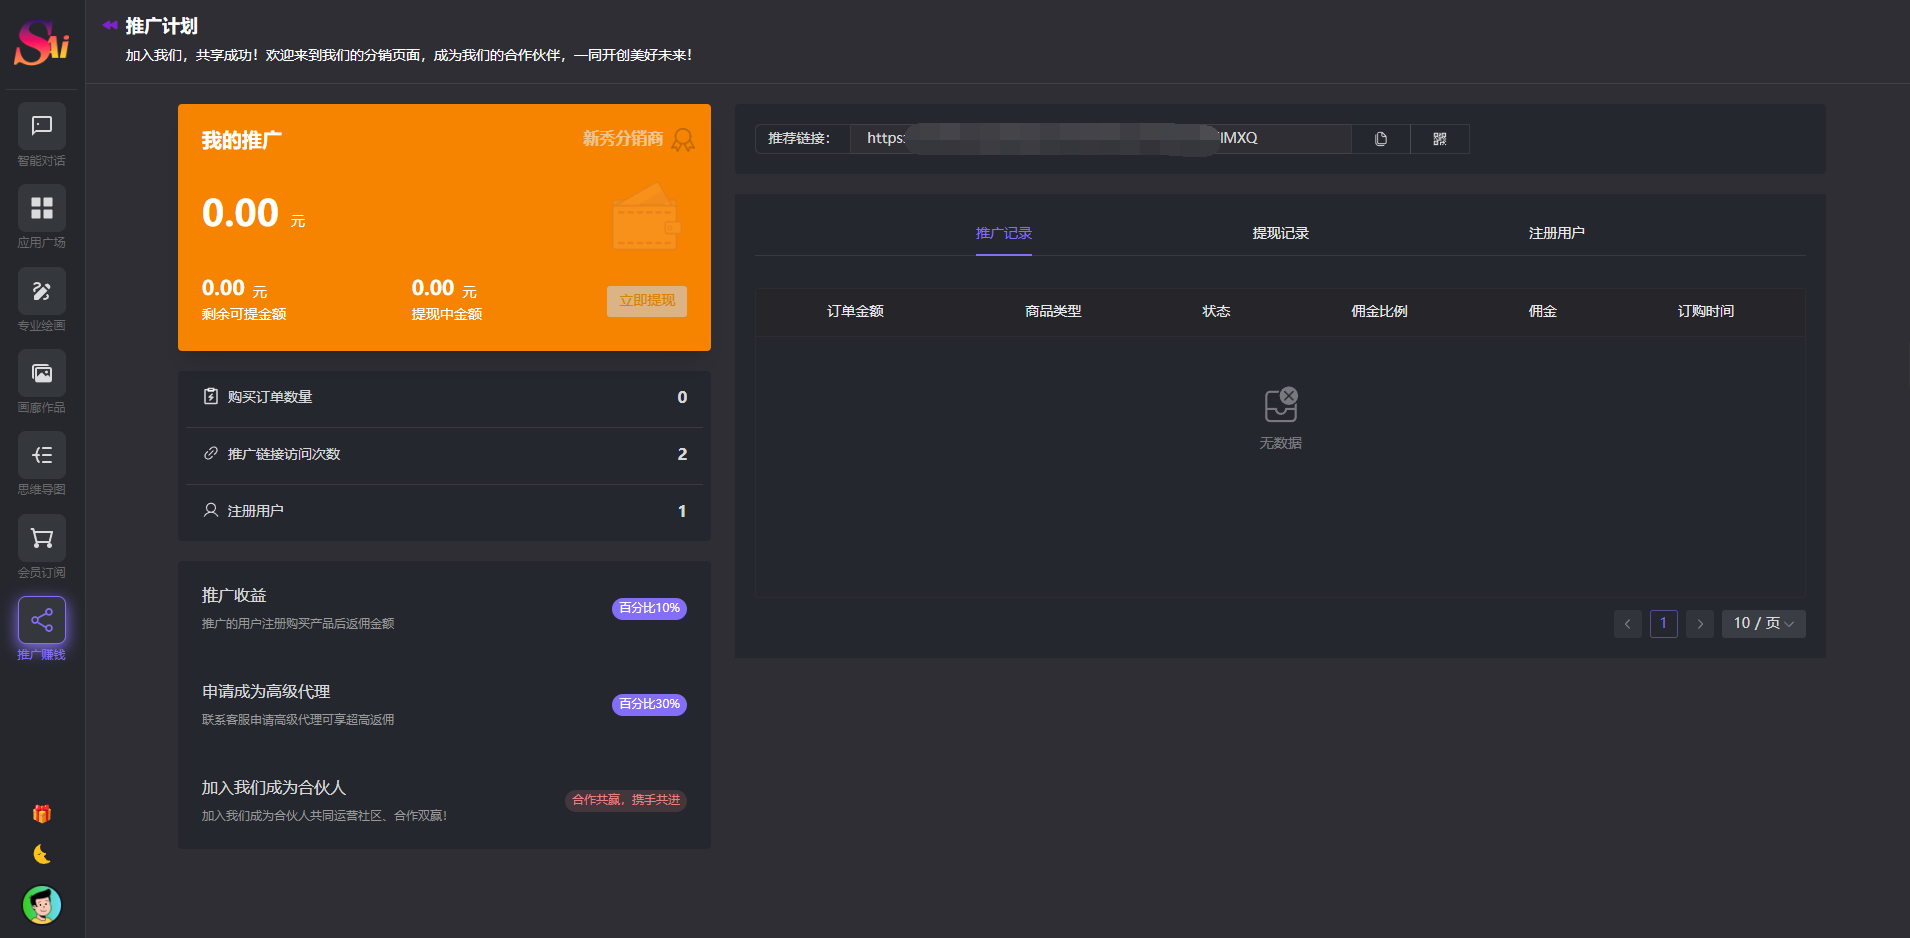 SAi
推广计划
加入我们，共享成功！欢迎来到我们的分销页面，成为我们的合作伙伴，一同开创美好未来！
智能对话
应用广场
专业绘画
画廊作品
思维导图
会员订阅
推广赚钱
我的推广
新秀分销商
0.00 元
0.00 元
剩余可提金额
0.00 元
提现中金额
立即提现
购买订单数量 0
推广链接访问次数 2
注册用户 1
推广收益
推广的用户注册购买产品后返佣金额
百分比10%
申请成为高级代理
联系客服申请高级代理可享超高返佣
百分比30%
加入我们成为合伙人
加入我们成为合伙人共同运营社区、合作双赢！
合作共赢，携手共进
推荐链接： https: MXQ
推广记录 提现记录 注册用户
订单金额 商品类型 状态 佣金比例 佣金 订购时间
无数据
1 10 / 页